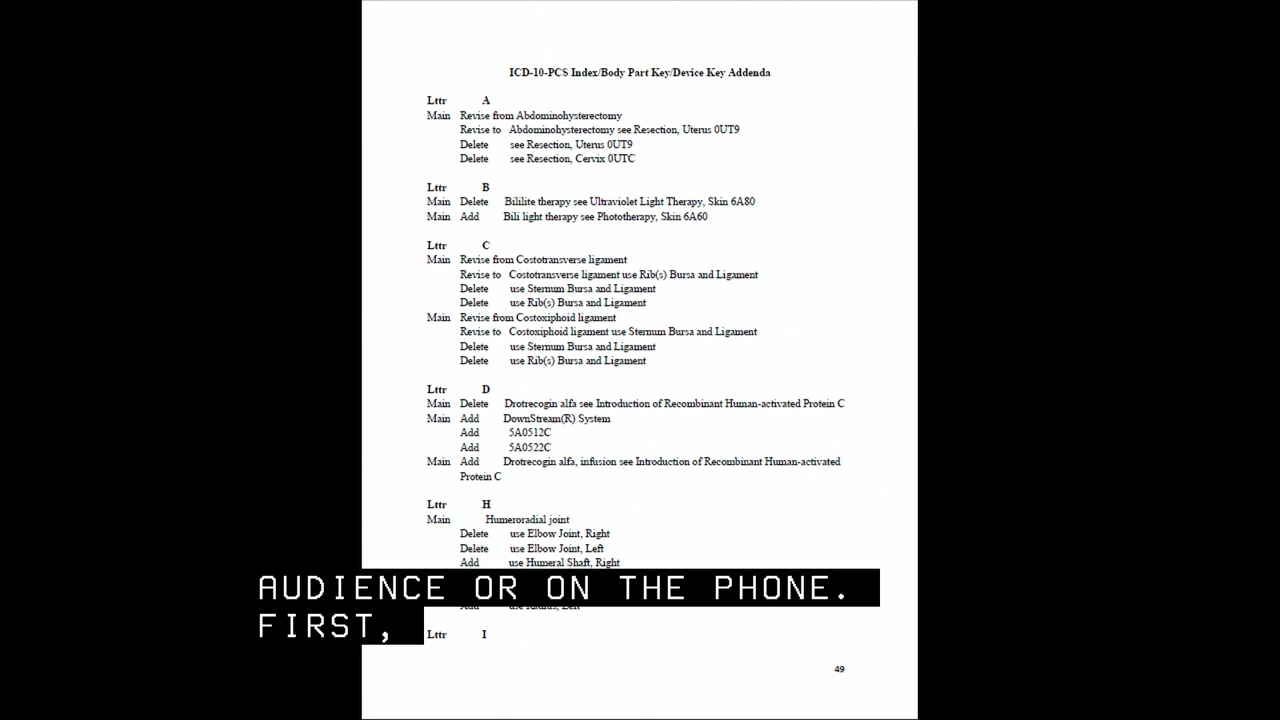 ICD-10-PCS Index/Body Part Key/Device Key Addenda
Lttr A
Main Revise from Abdominohysterectomy
Revise to Abdominohysterectomy see Resection, Uterus 0UT9
Delete see Resection, Uterus 0UT9
Delete see Resection, Cervix 0UTC
Lttr B
Main Delete Bililite therapy see Ultraviolet Light Therapy, Skin 6A80
Main Add Bili light therapy see Phototherapy, Skin 6A60
Lttr C
Main Revise from Costotransverse ligament
Revise to Costotransverse ligament use Rib(s) Bursa and Ligament
Delete use Sternum Bursa and Ligament
Delete use Rib(s) Bursa and Ligament
Main Revise from Costoxiphoid ligament
Revise to Costoxiphoid ligament use Sternum Bursa and Ligament
Delete use Sternum Bursa and Ligament
Delete use Rib(s) Bursa and Ligament
Lttr D
Main Delete Drotrecogin alfa see Introduction of Recombinant Human-activated Protein C
Main Add DownStream(R) System
Add 5A0512C
Add 5A0522C
Main Add Drotrecogin alfa, infusion see Introduction of Recombinant Human-activated
Protein C
Lttr H
Main Humeroradial joint
Delete use Elbow Joint, Right
Delete use Elbow Joint, Left
Add use Humeral Shaft, Right
AUDIENCE OR ON THE PHONE.
FIRST,
Lttr I
49